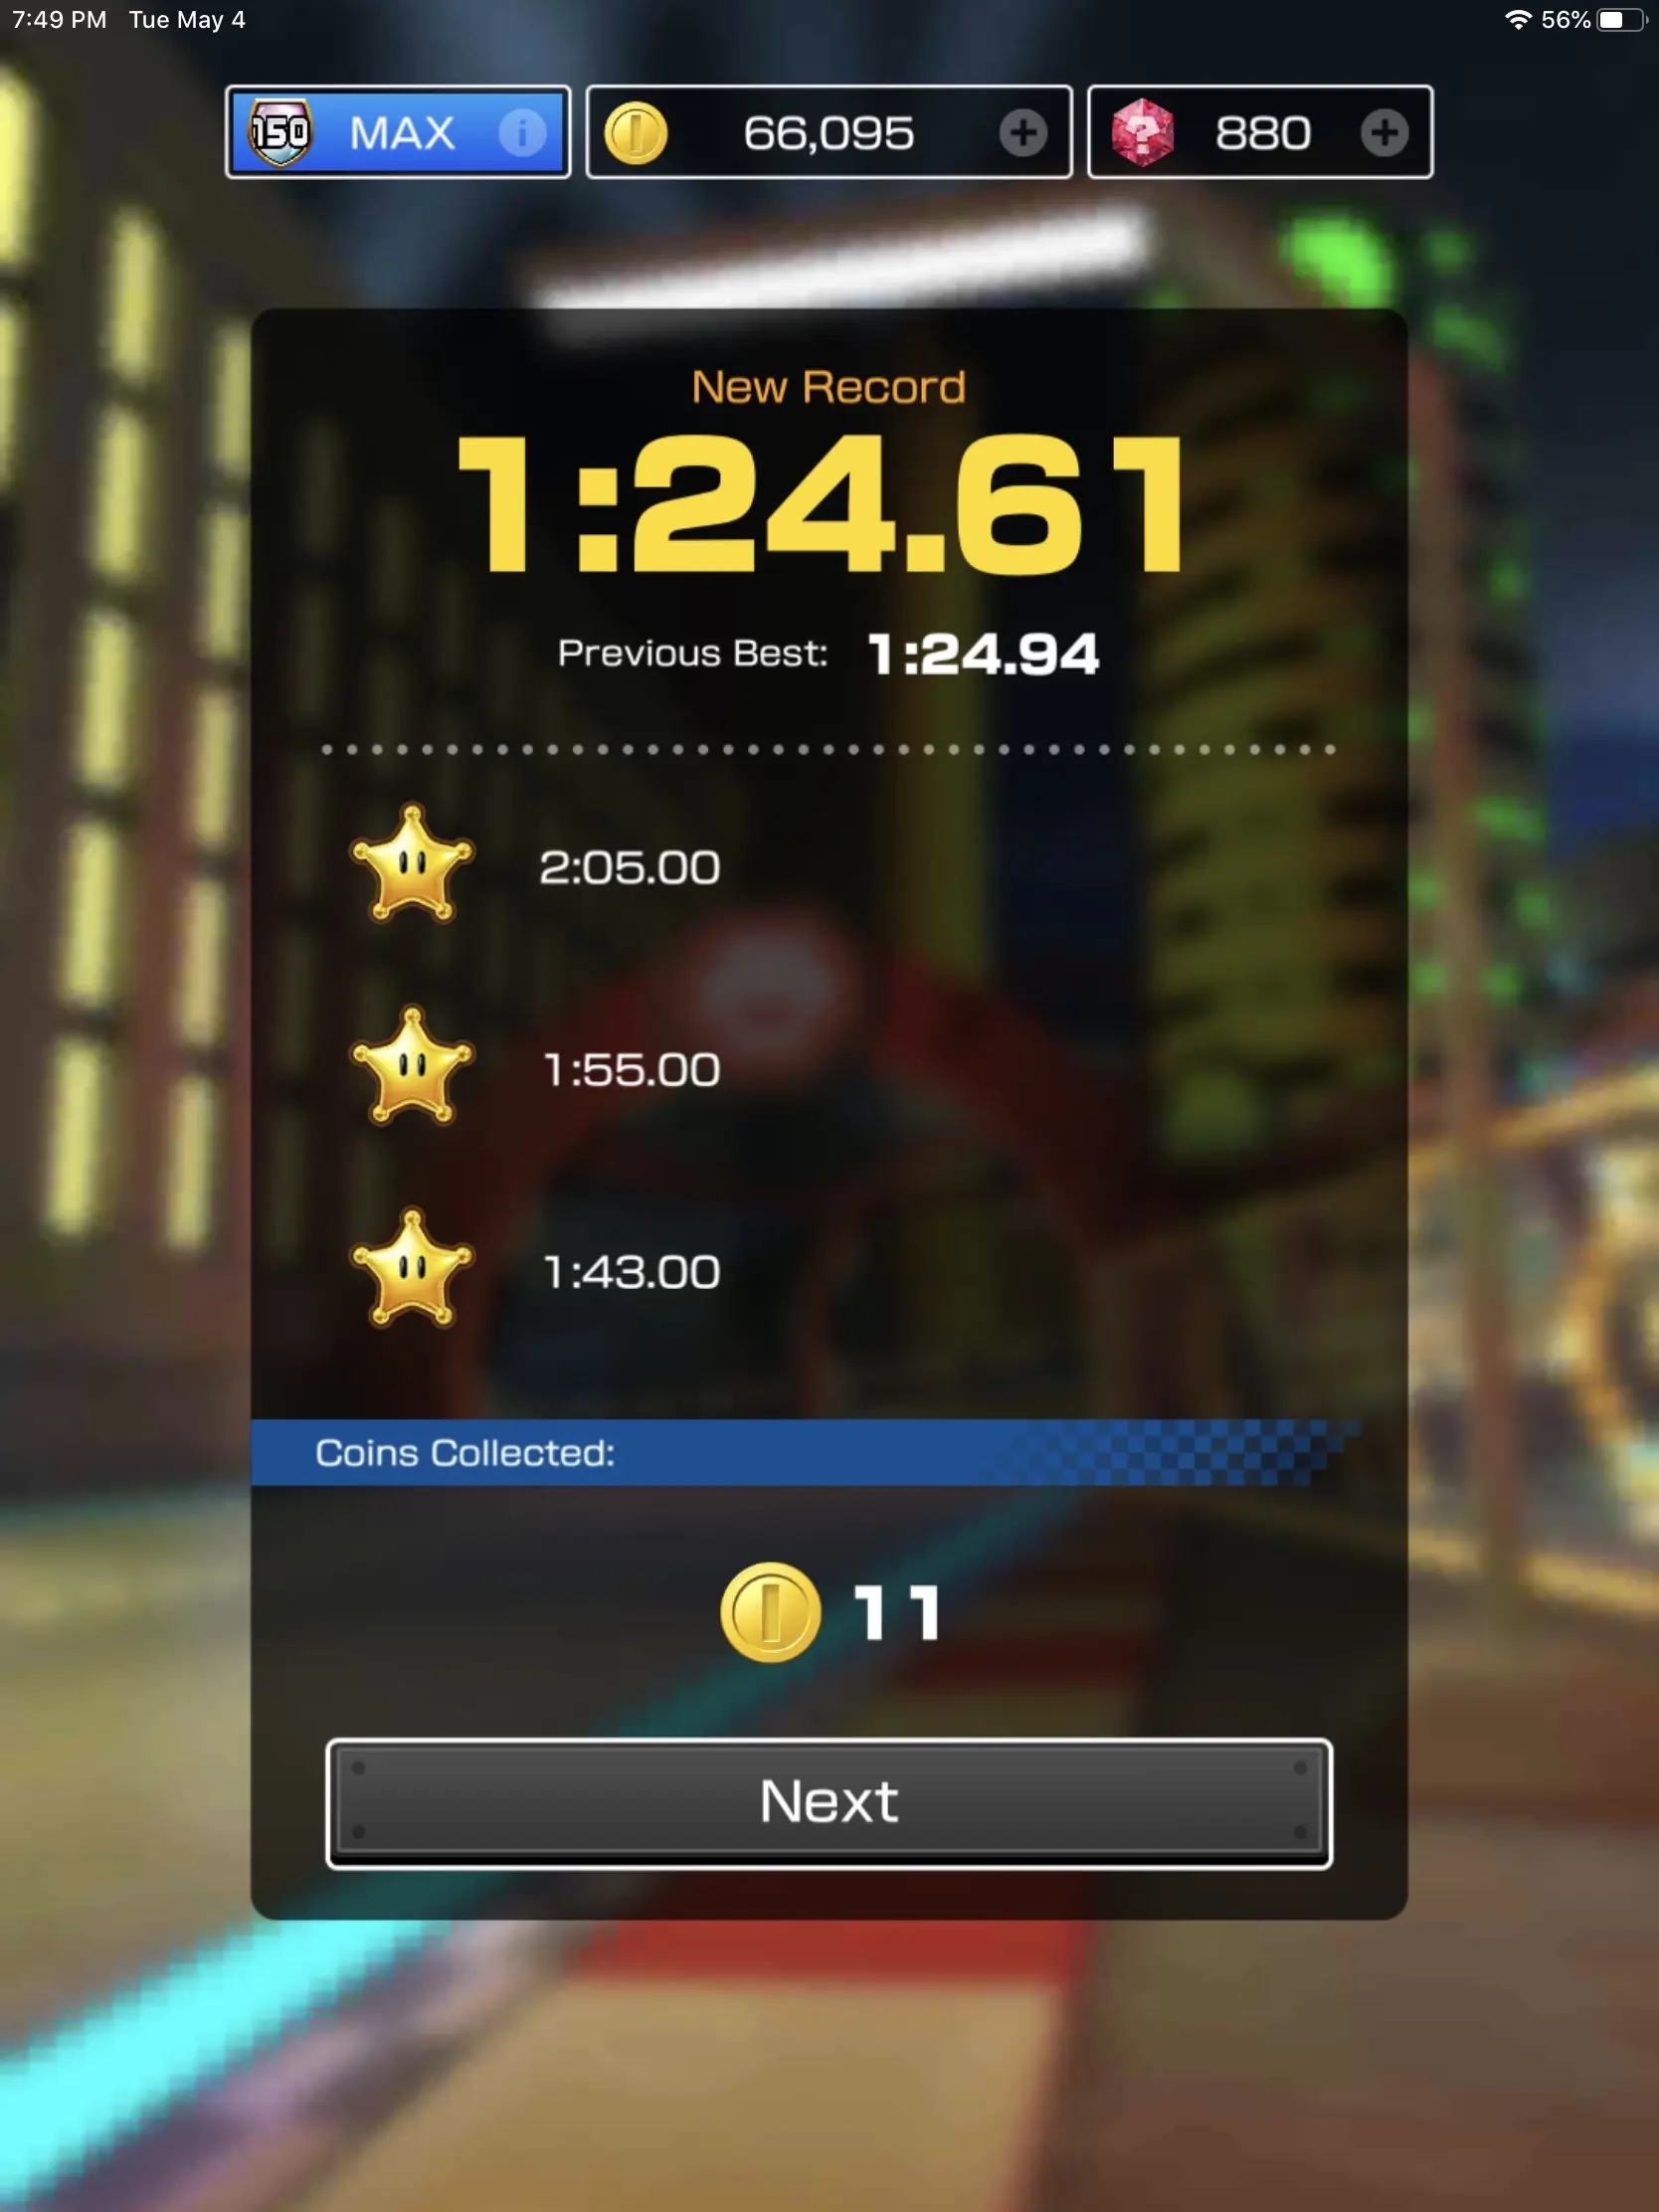 7:49 PM Tue May 4 56%
150 MAX i 66,095 + ? 880 +
New Record
1:24.61
Previous Best: 1:24.94
2:05.00
1:55.00
1:43.00
Coins Collected:
11
Next